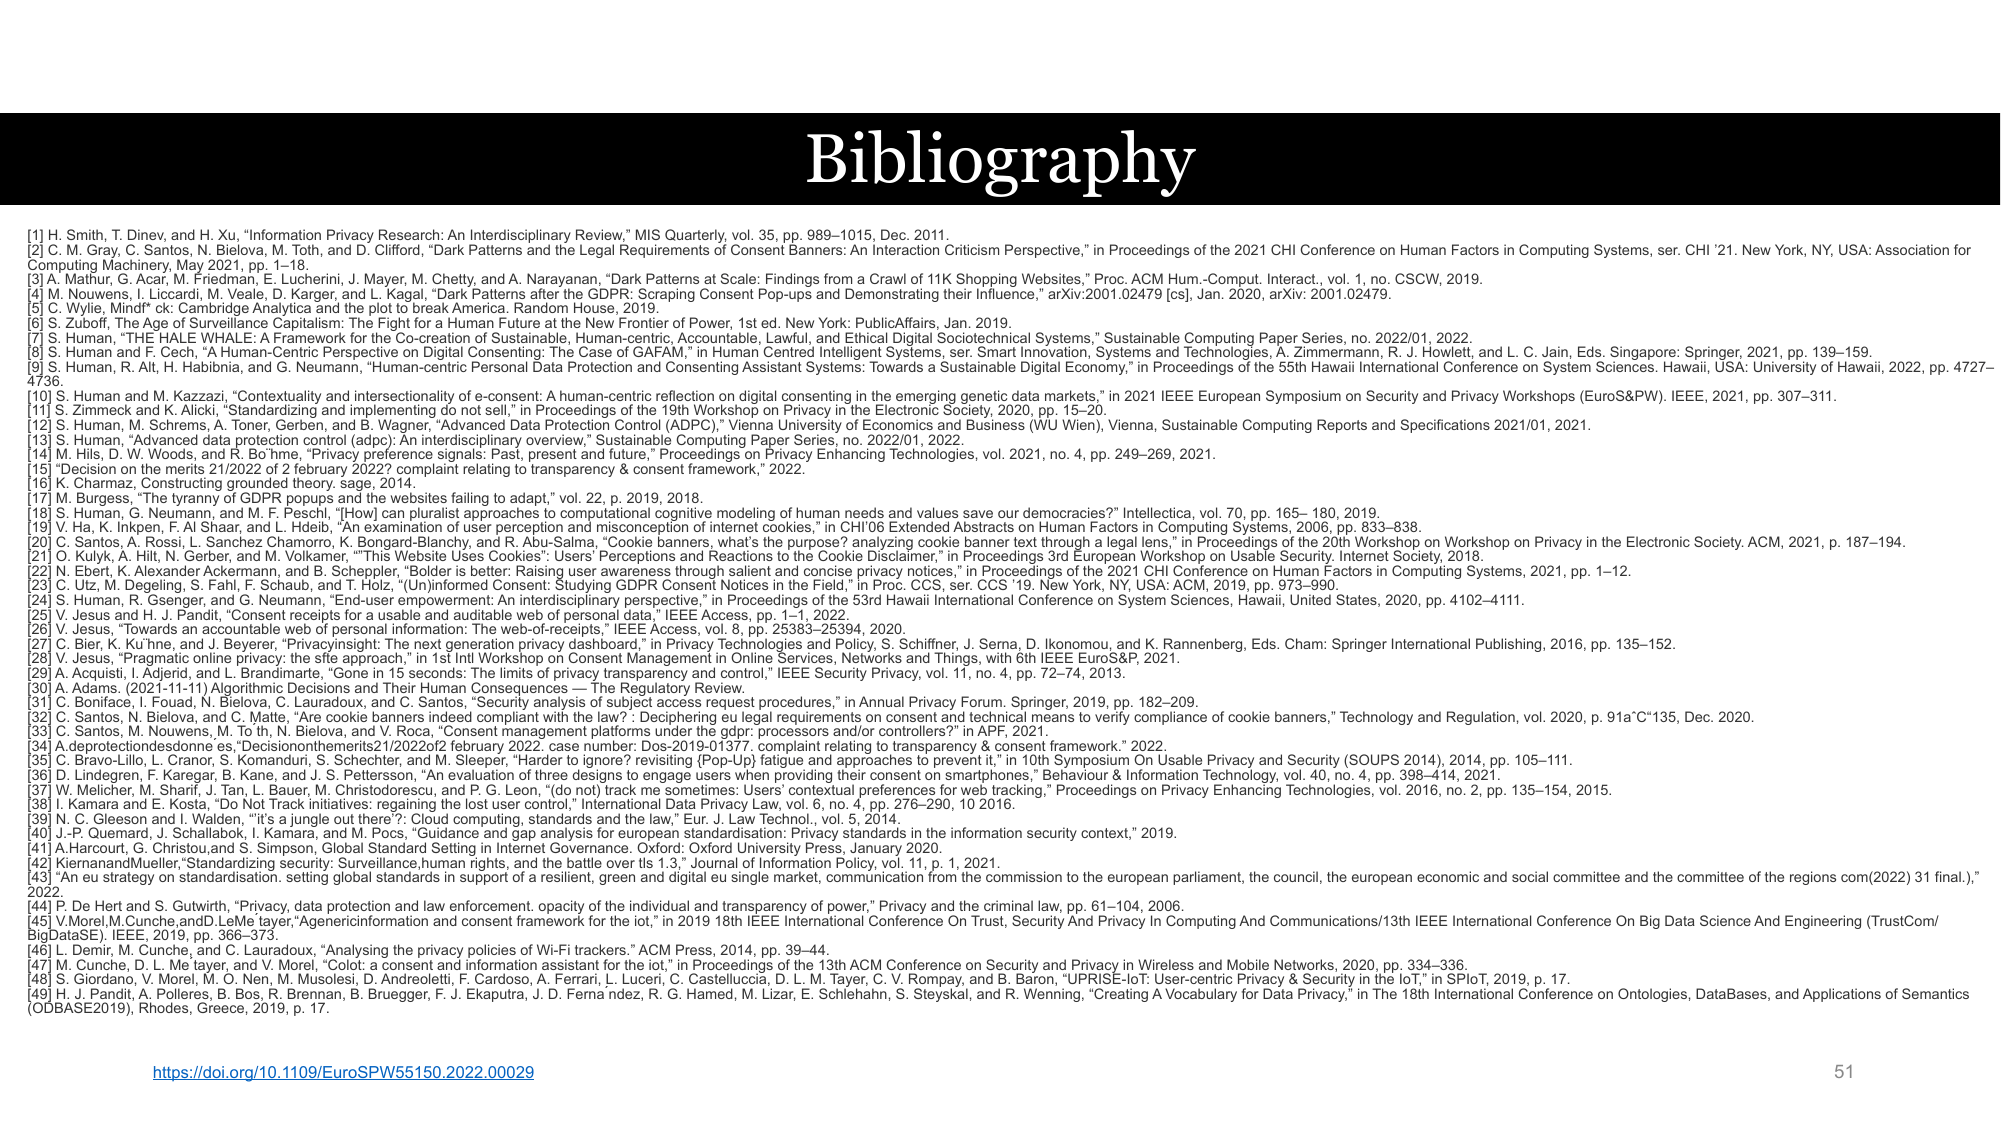 Bibliography
[1] H. Smith, T. Dinev, and H. Xu, “Information Privacy Research: An Interdisciplinary Review,” MIS Quarterly, vol. 35, pp. 989–1015, Dec. 2011.
[2] C. M. Gray, C. Santos, N. Bielova, M. Toth, and D. Clifford, “Dark Patterns and the Legal Requirements of Consent Banners: An Interaction Criticism Perspective,” in Proceedings of the 2021 CHI Conference on Human Factors in Computing Systems, ser. CHI ’21. New York, NY, USA: Association for
Computing Machinery, May 2021, pp. 1–18.
[3] A. Mathur, G. Acar, M. Friedman, E. Lucherini, J. Mayer, M. Chetty, and A. Narayanan, “Dark Patterns at Scale: Findings from a Crawl of 11K Shopping Websites,” Proc. ACM Hum.-Comput. Interact., vol. 1, no. CSCW, 2019.
[4] M. Nouwens, I. Liccardi, M. Veale, D. Karger, and L. Kagal, “Dark Patterns after the GDPR: Scraping Consent Pop-ups and Demonstrating their Influence,” arXiv:2001.02479 [cs], Jan. 2020, arXiv: 2001.02479.
[5] C. Wylie, Mindf* ck: Cambridge Analytica and the plot to break America. Random House, 2019.
[6] S. Zuboff, The Age of Surveillance Capitalism: The Fight for a Human Future at the New Frontier of Power, 1st ed. New York: PublicAffairs, Jan. 2019.
[7] S. Human, “THE HALE WHALE: A Framework for the Co-creation of Sustainable, Human-centric, Accountable, Lawful, and Ethical Digital Sociotechnical Systems,” Sustainable Computing Paper Series, no. 2022/01, 2022.
[8] S. Human and F. Cech, “A Human-Centric Perspective on Digital Consenting: The Case of GAFAM,” in Human Centred Intelligent Systems, ser. Smart Innovation, Systems and Technologies, A. Zimmermann, R. J. Howlett, and L. C. Jain, Eds. Singapore: Springer, 2021, pp. 139–159.
[9] S. Human, R. Alt, H. Habibnia, and G. Neumann, “Human-centric Personal Data Protection and Consenting Assistant Systems: Towards a Sustainable Digital Economy,” in Proceedings of the 55th Hawaii International Conference on System Sciences. Hawaii, USA: University of Hawaii, 2022, pp. 4727–
4736.
[10] S. Human and M. Kazzazi, “Contextuality and intersectionality of e-consent: A human-centric reflection on digital consenting in the emerging genetic data markets,” in 2021 IEEE European Symposium on Security and Privacy Workshops (EuroS&PW). IEEE, 2021, pp. 307–311.
[11] S. Zimmeck and K. Alicki, “Standardizing and implementing do not sell,” in Proceedings of the 19th Workshop on Privacy in the Electronic Society, 2020, pp. 15–20.
[12] S. Human, M. Schrems, A. Toner, Gerben, and B. Wagner, “Advanced Data Protection Control (ADPC),” Vienna University of Economics and Business (WU Wien), Vienna, Sustainable Computing Reports and Specifications 2021/01, 2021.
[13] S. Human, “Advanced data protection control (adpc): An interdisciplinary overview,” Sustainable Computing Paper Series, no. 2022/01, 2022.
[14] M. Hils, D. W. Woods, and R. Bo¨hme, “Privacy preference signals: Past, present and future,” Proceedings on Privacy Enhancing Technologies, vol. 2021, no. 4, pp. 249–269, 2021.
[15] “Decision on the merits 21/2022 of 2 february 2022? complaint relating to transparency & consent framework,” 2022.
[16] K. Charmaz, Constructing grounded theory. sage, 2014.
[17] M. Burgess, “The tyranny of GDPR popups and the websites failing to adapt,” vol. 22, p. 2019, 2018.
[18] S. Human, G. Neumann, and M. F. Peschl, “[How] can pluralist approaches to computational cognitive modeling of human needs and values save our democracies?” Intellectica, vol. 70, pp. 165– 180, 2019.
[19] V. Ha, K. Inkpen, F. Al Shaar, and L. Hdeib, “An examination of user perception and misconception of internet cookies,” in CHI’06 Extended Abstracts on Human Factors in Computing Systems, 2006, pp. 833–838.
[20] C. Santos, A. Rossi, L. Sanchez Chamorro, K. Bongard-Blanchy, and R. Abu-Salma, “Cookie banners, what’s the purpose? analyzing cookie banner text through a legal lens,” in Proceedings of the 20th Workshop on Workshop on Privacy in the Electronic Society. ACM, 2021, p. 187–194.
[21] O. Kulyk, A. Hilt, N. Gerber, and M. Volkamer, “”This Website Uses Cookies”: Users’ Perceptions and Reactions to the Cookie Disclaimer,” in Proceedings 3rd European Workshop on Usable Security. Internet Society, 2018.
[22] N. Ebert, K. Alexander Ackermann, and B. Scheppler, “Bolder is better: Raising user awareness through salient and concise privacy notices,” in Proceedings of the 2021 CHI Conference on Human Factors in Computing Systems, 2021, pp. 1–12.
[23] C. Utz, M. Degeling, S. Fahl, F. Schaub, and T. Holz, “(Un)informed Consent: Studying GDPR Consent Notices in the Field,” in Proc. CCS, ser. CCS ’19. New York, NY, USA: ACM, 2019, pp. 973–990.
[24] S. Human, R. Gsenger, and G. Neumann, “End-user empowerment: An interdisciplinary perspective,” in Proceedings of the 53rd Hawaii International Conference on System Sciences, Hawaii, United States, 2020, pp. 4102–4111.
[25] V. Jesus and H. J. Pandit, “Consent receipts for a usable and auditable web of personal data,” IEEE Access, pp. 1–1, 2022.
[26] V. Jesus, “Towards an accountable web of personal information: The web-of-receipts,” IEEE Access, vol. 8, pp. 25383–25394, 2020.
[27] C. Bier, K. Ku¨hne, and J. Beyerer, “Privacyinsight: The next generation privacy dashboard,” in Privacy Technologies and Policy, S. Schiffner, J. Serna, D. Ikonomou, and K. Rannenberg, Eds. Cham: Springer International Publishing, 2016, pp. 135–152.
[28] V. Jesus, “Pragmatic online privacy: the sfte approach,” in 1st Intl Workshop on Consent Management in Online Services, Networks and Things, with 6th IEEE EuroS&P, 2021.
[29] A. Acquisti, I. Adjerid, and L. Brandimarte, “Gone in 15 seconds: The limits of privacy transparency and control,” IEEE Security Privacy, vol. 11, no. 4, pp. 72–74, 2013.
[30] A. Adams. (2021-11-11) Algorithmic Decisions and Their Human Consequences — The Regulatory Review.
[31] C. Boniface, I. Fouad, N. Bielova, C. Lauradoux, and C. Santos, “Security analysis of subject access request procedures,” in Annual Privacy Forum. Springer, 2019, pp. 182–209.
[32] C. Santos, N. Bielova, and C. Matte, “Are cookie banners indeed compliant with the law? : Deciphering eu legal requirements on consent and technical means to verify compliance of cookie banners,” Technology and Regulation, vol. 2020, p. 91aˆC“135, Dec. 2020.
[33] C. Santos, M. Nouwens, M. To´th, N. Bielova, and V. Roca, “Consent management platforms under the gdpr: processors and/or controllers?” in APF, 2021.
[34] A.deprotectiondesdonne´es,“Decisiononthemerits21/2022of2 february 2022. case number: Dos-2019-01377. complaint relating to transparency & consent framework.” 2022.
[35] C. Bravo-Lillo, L. Cranor, S. Komanduri, S. Schechter, and M. Sleeper, “Harder to ignore? revisiting {Pop-Up} fatigue and approaches to prevent it,” in 10th Symposium On Usable Privacy and Security (SOUPS 2014), 2014, pp. 105–111.
[36] D. Lindegren, F. Karegar, B. Kane, and J. S. Pettersson, “An evaluation of three designs to engage users when providing their consent on smartphones,” Behaviour & Information Technology, vol. 40, no. 4, pp. 398–414, 2021.
[37] W. Melicher, M. Sharif, J. Tan, L. Bauer, M. Christodorescu, and P. G. Leon, “(do not) track me sometimes: Users’ contextual preferences for web tracking,” Proceedings on Privacy Enhancing Technologies, vol. 2016, no. 2, pp. 135–154, 2015.
[38] I. Kamara and E. Kosta, “Do Not Track initiatives: regaining the lost user control,” International Data Privacy Law, vol. 6, no. 4, pp. 276–290, 10 2016.
[39] N. C. Gleeson and I. Walden, “’it’s a jungle out there’?: Cloud computing, standards and the law,” Eur. J. Law Technol., vol. 5, 2014.
[40] J.-P. Quemard, J. Schallabok, I. Kamara, and M. Pocs, “Guidance and gap analysis for european standardisation: Privacy standards in the information security context,” 2019.
[41] A.Harcourt, G. Christou,and S. Simpson, Global Standard Setting in Internet Governance. Oxford: Oxford University Press, January 2020.
[42] KiernanandMueller,“Standardizing security: Surveillance,human rights, and the battle over tls 1.3,” Journal of Information Policy, vol. 11, p. 1, 2021.
[43] “An eu strategy on standardisation. setting global standards in support of a resilient, green and digital eu single market, communication from the commission to the european parliament, the council, the european economic and social committee and the committee of the regions com(2022) 31 final.),”
2022.
[44] P. De Hert and S. Gutwirth, “Privacy, data protection and law enforcement. opacity of the individual and transparency of power,” Privacy and the criminal law, pp. 61–104, 2006.
[45] V.Morel,M.Cunche,andD.LeMe´tayer,“Agenericinformation and consent framework for the iot,” in 2019 18th IEEE International Conference On Trust, Security And Privacy In Computing And Communications/13th IEEE International Conference On Big Data Science And Engineering (TrustCom/
BigDataSE). IEEE, 2019, pp. 366–373.
[46] L. Demir, M. Cunche, and C. Lauradoux, “Analysing the privacy policies of Wi-Fi trackers.” ACM Press, 2014, pp. 39–44.
[47] M. Cunche, D. L. Me´tayer, and V. Morel, “Colot: a consent and information assistant for the iot,” in Proceedings of the 13th ACM Conference on Security and Privacy in Wireless and Mobile Networks, 2020, pp. 334–336.
[48] S. Giordano, V. Morel, M. O. Nen, M. Musolesi, D. Andreoletti, F. Cardoso, A. Ferrari, L. Luceri, C. Castelluccia, D. L. M. Tayer, C. V. Rompay, and B. Baron, “UPRISE-IoT: User-centric Privacy & Security in the IoT,” in SPIoT, 2019, p. 17.
[49] H. J. Pandit, A. Polleres, B. Bos, R. Brennan, B. Bruegger, F. J. Ekaputra, J. D. Ferna´ndez, R. G. Hamed, M. Lizar, E. Schlehahn, S. Steyskal, and R. Wenning, “Creating A Vocabulary for Data Privacy,” in The 18th International Conference on Ontologies, DataBases, and Applications of Semantics
(ODBASE2019), Rhodes, Greece, 2019, p. 17.
https://doi.org/10.1109/EuroSPW55150.2022.00029
51